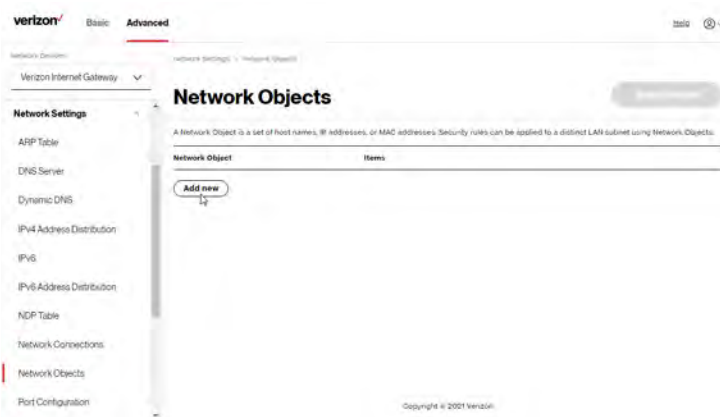 verizon✓
Basic
Advanced
Help
Network Devices
Verizon Internet Gateway
Network Settings
ARP Table
DNS Server
Dynamic DNS
IPv4 Address Distribution
IPv6
IPv6 Address Distribution
NDP Table
Network Connections
Network Objects
Port Configuration
Network Settings > Network Objects
Network Objects
A Network Object is a set of host names, IP addresses, or MAC addresses. Security rules can be applied to a distinct LAN subnet using Network Objects.
Network Object
Items
Add new
Copyright © 2001 Verizon